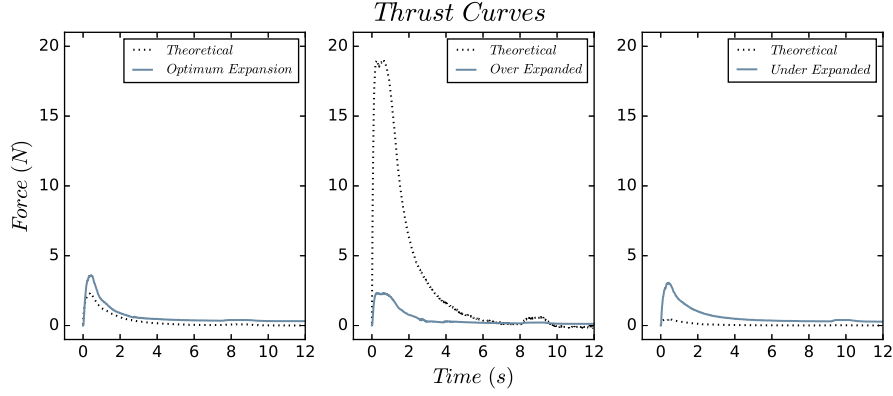 Thrust Curves
Force (N)
20
15
10
5
0
Theoretical
Optimum Expansion
0 2 4 6 8 10 12
20
15
10
5
0
Theoretical
Over Expanded
0 2 4 6 8 10 12
20
15
10
5
0
Theoretical
Under Expanded
0 2 4 6 8 10 12
Time (s)